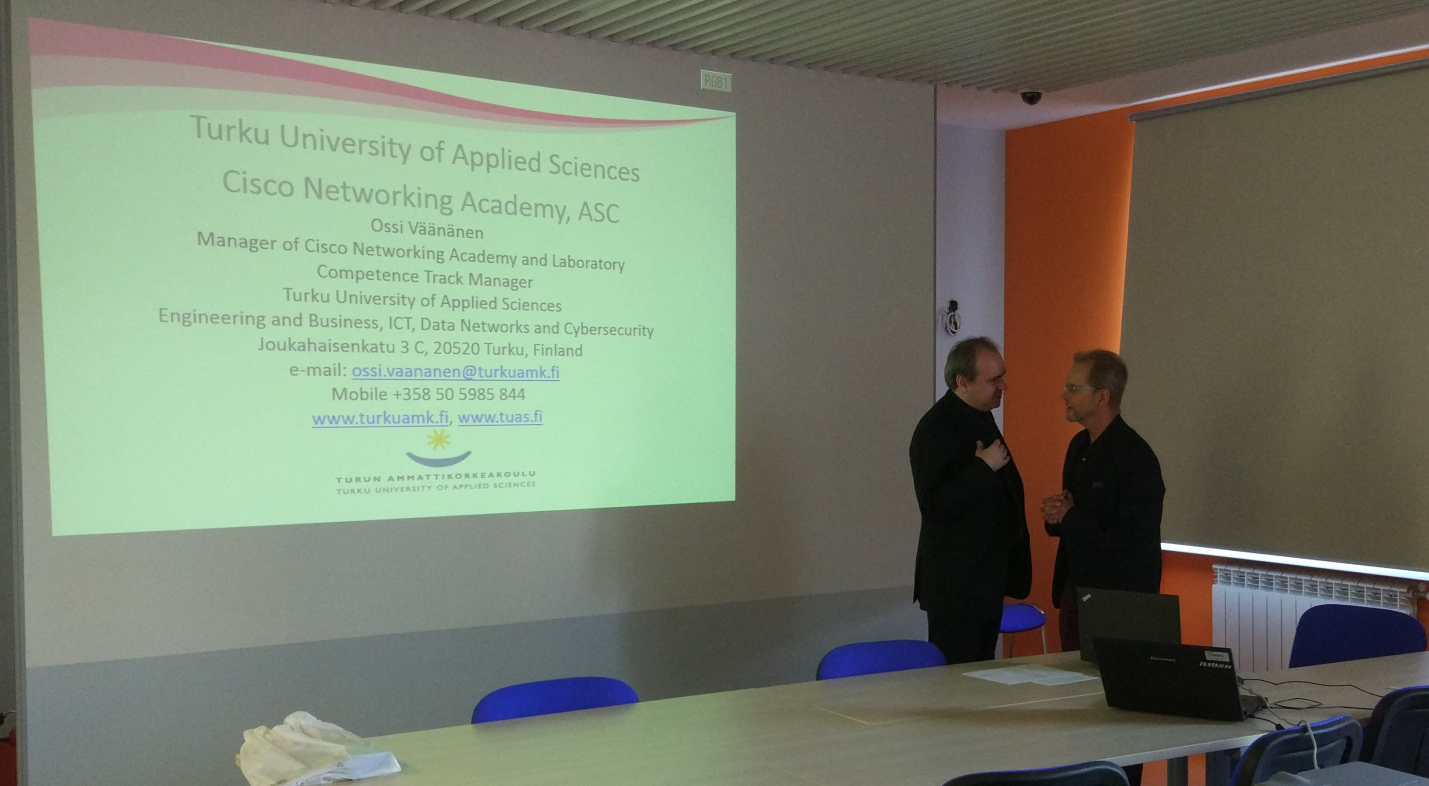 RGB1
Turku University of Applied Sciences
Cisco Networking Academy, ASC
Ossi Väänänen
Manager of Cisco Networking Academy and Laboratory
Competence Track Manager
Turku University of Applied Sciences
Engineering and Business, ICT, Data Networks and Cybersecurity
Joukahaisenkatu 3 C, 20520 Turku, Finland
e-mail: ossi.vaananen@turkuamk.fi
Mobile +358 50 5985 844
www.turkuamk.fi, www.tuas.fi
TURUN AMMATTIKORKEAKOULU
TURKU UNIVERSITY OF APPLIED SCIENCES
lenovo